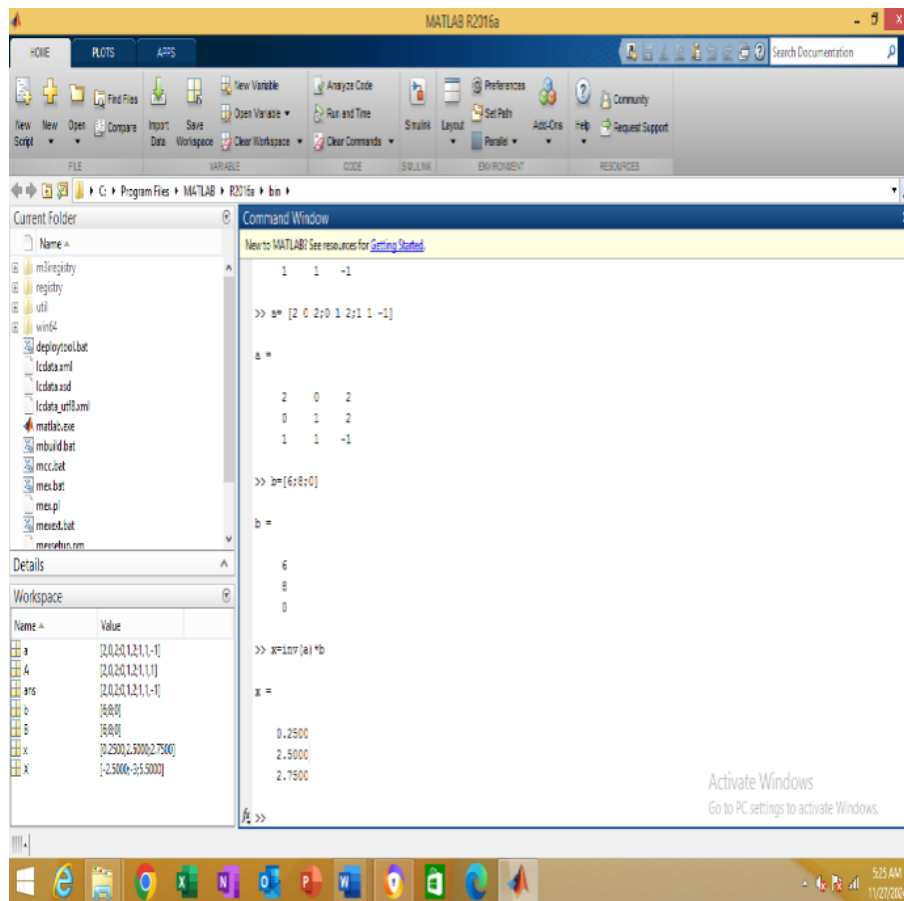 MATLAB R2016a
HOME PLOTS APPS
Search Documentation
New Script
New
Open
Find Files
Compare
Import Data
Save Workspace
New Variable
Open Variable
Clear Workspace
Analyze Code
Run and Time
Clear Commands
Simulink
Layout
Preferences
Set Path
Parallel
Add-Ons
Help
Community
Request Support
FILE VARIABLE CODE SIMULINK ENVIRONMENT RESOURCES
C: Program Files MATLAB R2016a bin
Current Folder
Name
m3iregistry
registry
util
win64
deploytool.bat
lcdata.xml
lcdata.xsd
lcdata_utf8.xml
matlab.exe
mbuild.bat
mcc.bat
mex.bat
mex.pl
mexext.bat
mexsetup.pm
Details
Workspace
Name Value
a [2,0,2;0,1,2;1,1,-1]
A [2,0,2;0,1,2;1,1,1]
ans [2,0,2;0,1,2;1,1,-1]
b [6;8;0]
B [6;8;0]
x [0.2500;2.5000;2.7500]
X [-2.5000;-3;5.5000]
Command Window
New to MATLAB? See resources for Getting Started.
1 1 -1
>> a= [2 0 2;0 1 2;1 1 -1]
a =
2 0 2
0 1 2
1 1 -1
>> b=[6;8;0]
b =
6
8
0
>> x=inv(a)*b
x =
0.2500
2.5000
2.7500
fx >>
Activate Windows
Go to PC settings to activate Windows.
5:25 AM